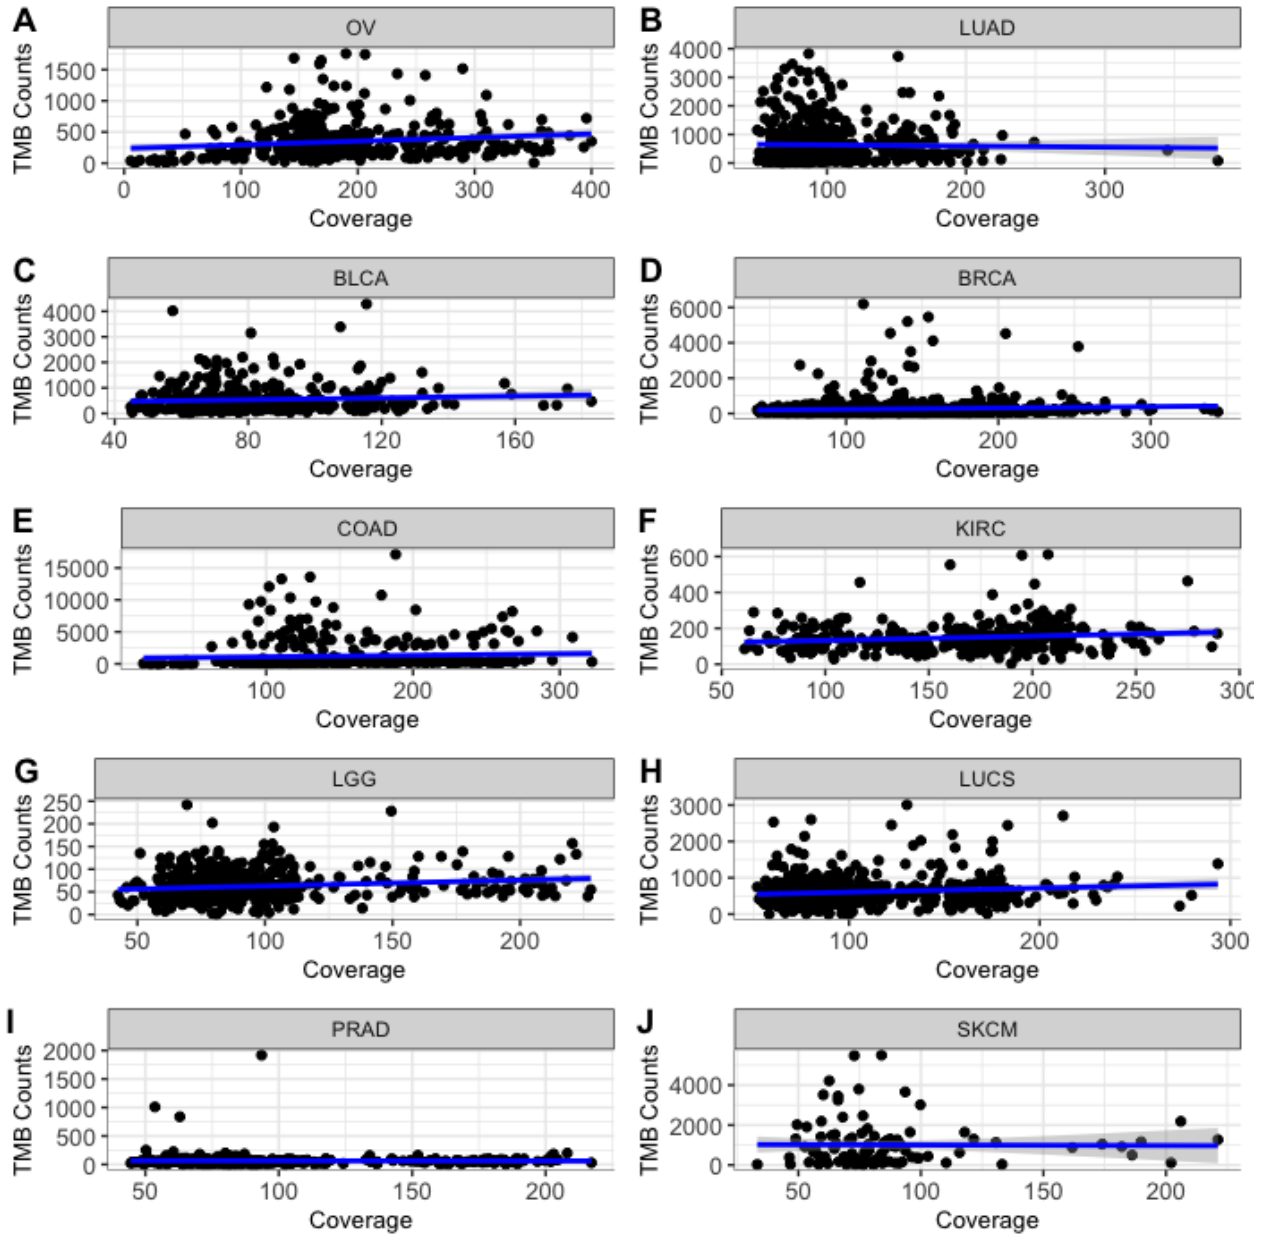 A
OV
TMB Counts
1500
1000
500
0
0 100 200 300 400
Coverage
B
LUAD
TMB Counts
4000
3000
2000
1000
0
100 200 300
Coverage
C
BLCA
TMB Counts
4000
3000
2000
1000
0
40 80 120 160
Coverage
D
BRCA
TMB Counts
6000
4000
2000
0
100 200 300
Coverage
E
COAD
TMB Counts
15000
10000
5000
0
100 200 300
Coverage
F
KIRC
TMB Counts
600
400
200
0
50 100 150 200 250 300
Coverage
G
LGG
TMB Counts
250
200
150
100
50
0
50 100 150 200
Coverage
H
LUCS
TMB Counts
3000
2000
1000
0
100 200 300
Coverage
I
PRAD
TMB Counts
2000
1500
1000
500
0
50 100 150 200
Coverage
J
SKCM
TMB Counts
4000
2000
0
50 100 150 200
Coverage